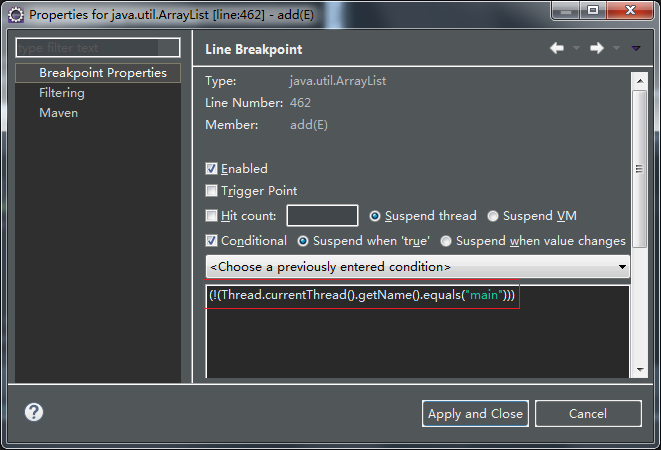 Properties for java.util.ArrayList [line:462] - add(E)
type filter text
Breakpoint Properties
Filtering
Maven
Line Breakpoint
Type: java.util.ArrayList
Line Number: 462
Member: add(E)
Enabled
Trigger Point
Hit count: Suspend thread Suspend VM
Conditional Suspend when 'true' Suspend when value changes
<Choose a previously entered condition>
(!(Thread.currentThread().getName().equals("main")))
? Apply and Close Cancel